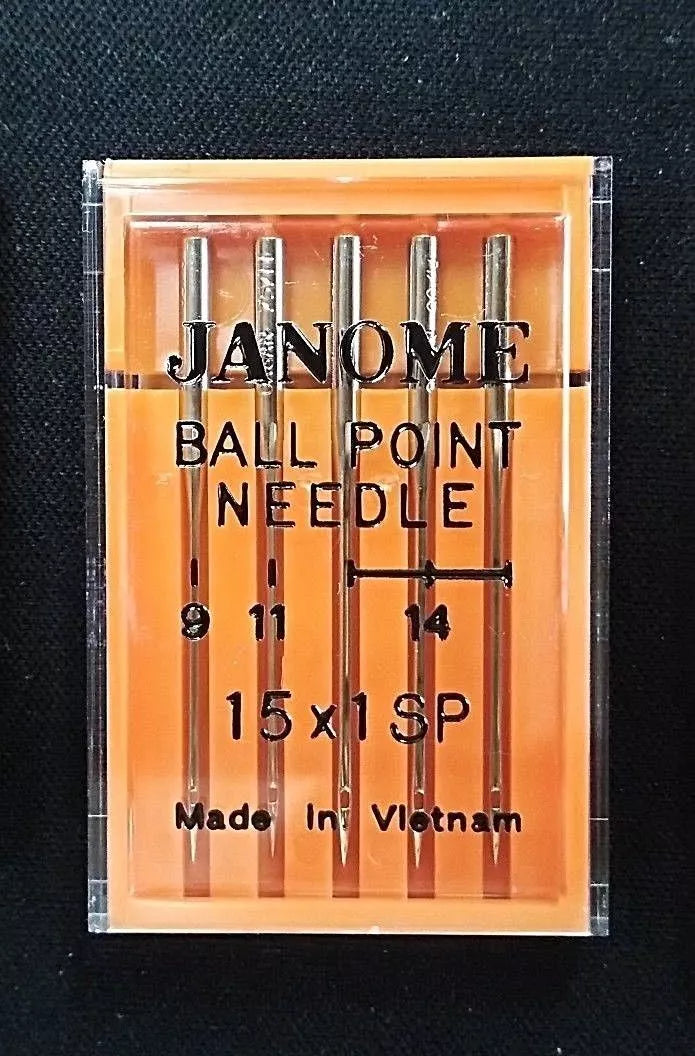 JANOME
BALL POINT
NEEDLE
9 11 14
15x1SP
Made In Vietnam